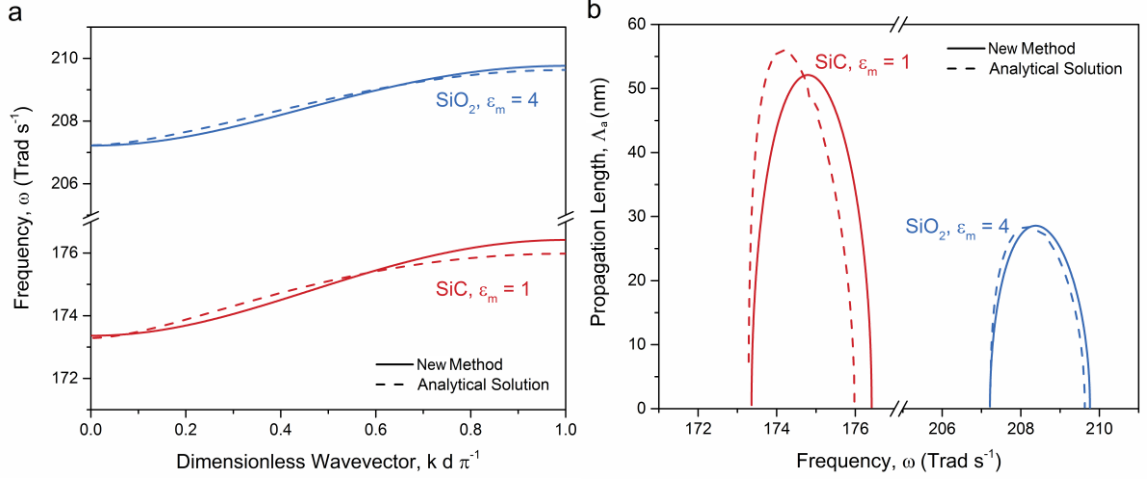 a
210
208
206
176
174
172
Frequency, ω (Trad s⁻¹)
SiO₂, εₘ = 4
SiC, εₘ = 1
New Method
Analytical Solution
0.0 0.2 0.4 0.6 0.8 1.0
Dimensionless Wavevector, k d π⁻¹
b
60
50
40
30
20
10
0
Propagation Length, Λₐ (nm)
SiC, εₘ = 1
New Method
Analytical Solution
SiO₂, εₘ = 4
172 174 176 206 208 210
Frequency, ω (Trad s⁻¹)